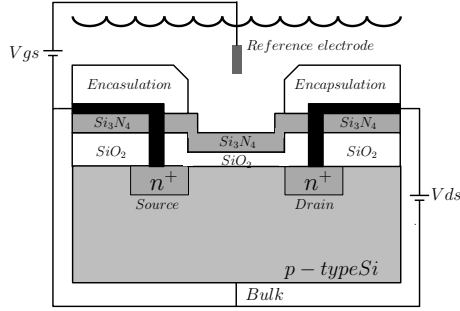 Reference electrode
Vgs
Encasulation
Encapsulation
Si₃N₄
Si₃N₄
Si₃N₄
SiO₂
SiO₂
SiO₂
n⁺
n⁺
Source
Drain
Vds
p − typeSi
Bulk